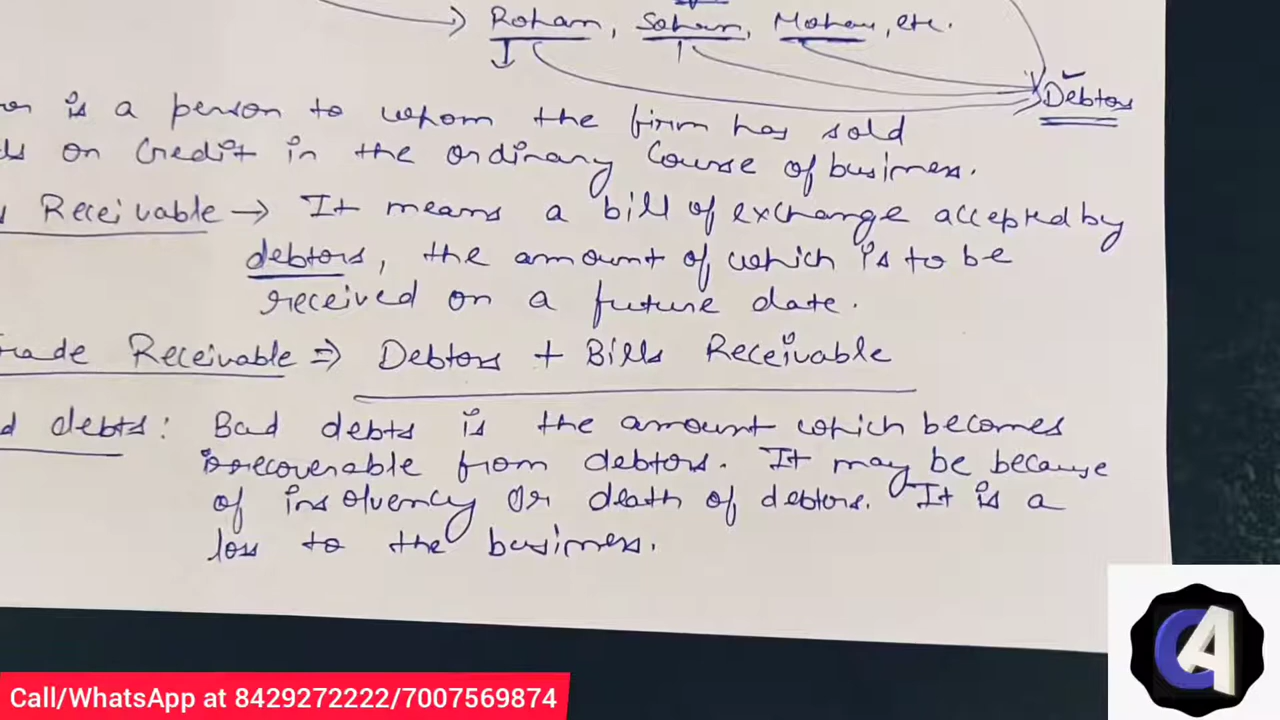 Rohan, Sohan, Mohan, etc.
Debtors
is a person to whom the firm has sold
on Credit in the ordinary Course of business.
Receivable → It means a bill of exchange accepted by
debtors, the amount of which is to be
received on a future date.
rade Receivable ⇒ Debtors + Bills Receivable
d debts: Bad debts is the amount which becomes
irrecoverable from debtors. It may be because
of insolvency or death of debtors. It is a
loss to the business.
CA
Call/WhatsApp at 8429272222/7007569874